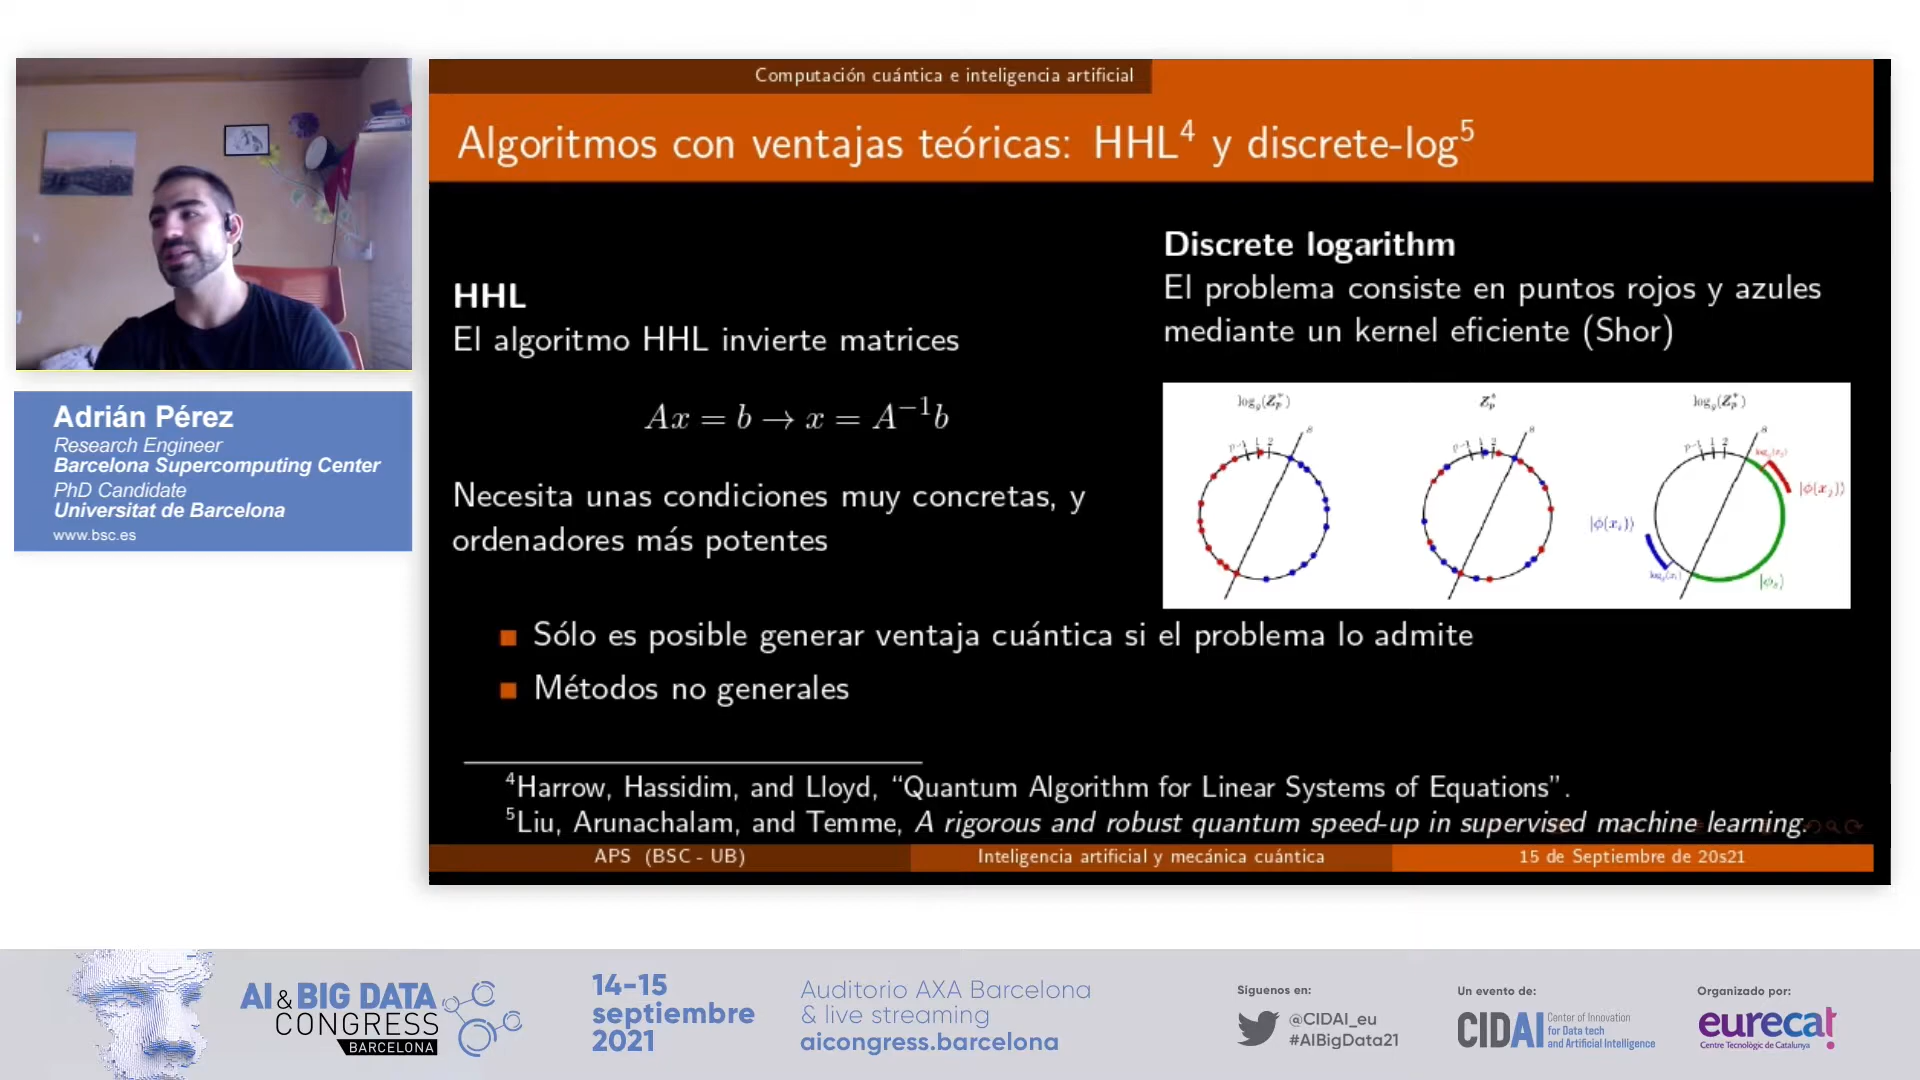 Computación cuántica e inteligencia artificial
Algoritmos con ventajas teóricas: HHL⁴ y discrete-log⁵
HHL
El algoritmo HHL invierte matrices
Ax = b → x = A⁻¹b
Necesita unas condiciones muy concretas, y
ordenadores más potentes
Discrete logarithm
El problema consiste en puntos rojos y azules
mediante un kernel eficiente (Shor)
■ Sólo es posible generar ventaja cuántica si el problema lo admite
■ Métodos no generales
⁴Harrow, Hassidim, and Lloyd, “Quantum Algorithm for Linear Systems of Equations”.
⁵Liu, Arunachalam, and Temme, A rigorous and robust quantum speed-up in supervised machine learning.
APS (BSC - UB)
Inteligencia artificial y mecánica cuántica
15 de Septiembre de 20s21
Adrián Pérez
Research Engineer
Barcelona Supercomputing Center
PhD Candidate
Universitat de Barcelona
www.bsc.es
AI & BIG DATA
CONGRESS
BARCELONA
14-15
septiembre
2021
Auditorio AXA Barcelona
& live streaming
aicongress.barcelona
Síguenos en:
@CIDAI_eu
#AIBigData21
Un evento de:
CIDAI
Center of Innovation
for Data tech
and Artificial Intelligence
Organizado por:
eurecat
Centre Tecnològic de Catalunya